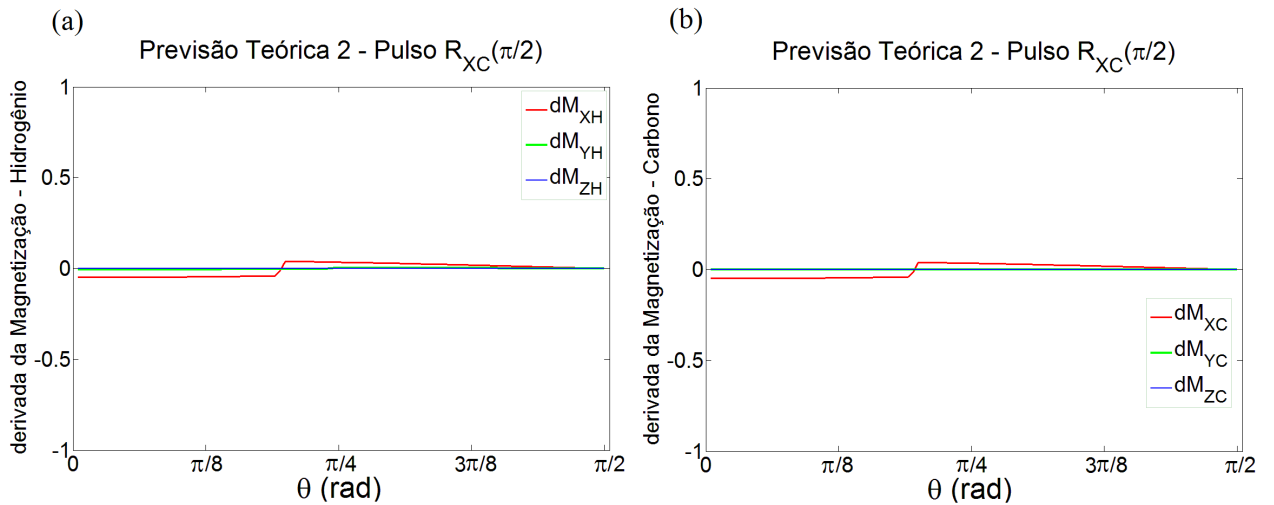 (a)
Previsão Teórica 2 - Pulso R_XC(π/2)
derivada da Magnetização - Hidrogênio
1
0.5
0
-0.5
-1
dM_XH
dM_YH
dM_ZH
0 π/8 π/4 3π/8 π/2
θ (rad)
(b)
Previsão Teórica 2 - Pulso R_XC(π/2)
derivada da Magnetização - Carbono
1
0.5
0
-0.5
-1
dM_XC
dM_YC
dM_ZC
0 π/8 π/4 3π/8 π/2
θ (rad)